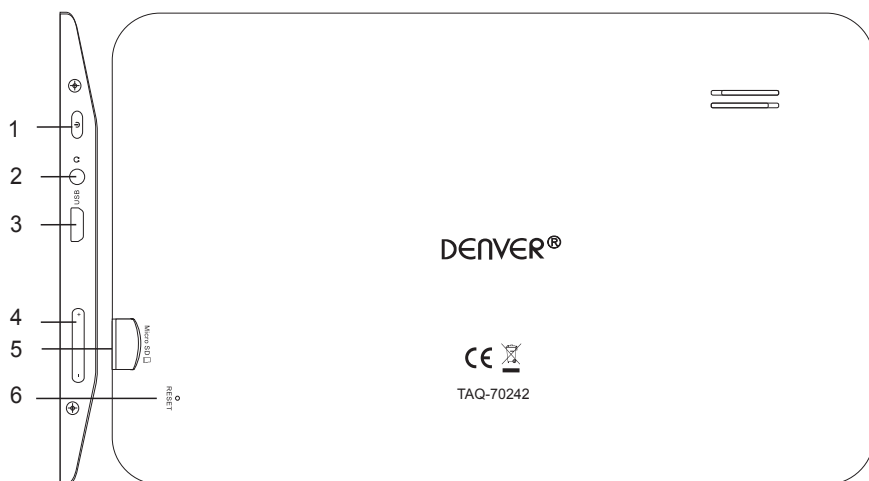 1
2
USB
3
4
+
-
5
Micro SD
6
RESET
DENVER®
CE
TAQ-70242